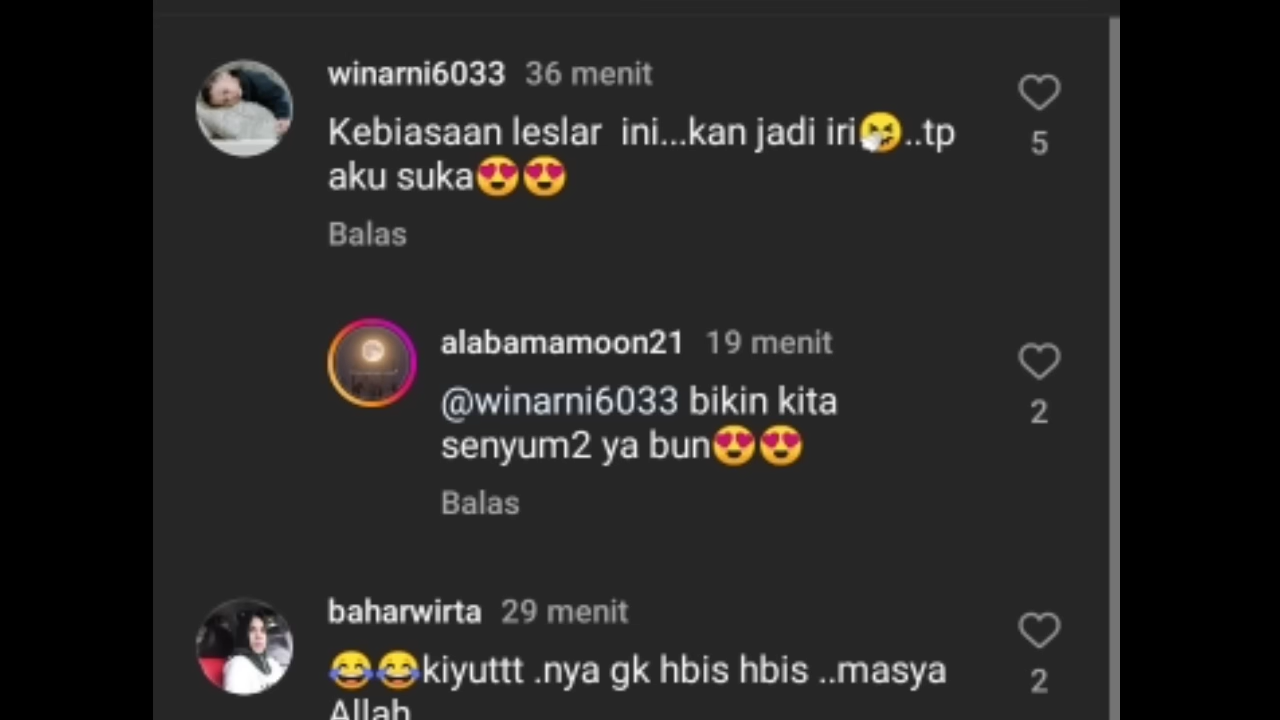 winarni6033 36 menit
Kebiasaan leslar ini...kan jadi iri🤧..tp
5
aku suka😍😍
Balas
alabamamoon21 19 menit
@winarni6033 bikin kita
2
senyum2 ya bun😍😍
Balas
baharwirta 29 menit
😂😂kiyuttt .nya gk hbis hbis ..masya
2
Allah